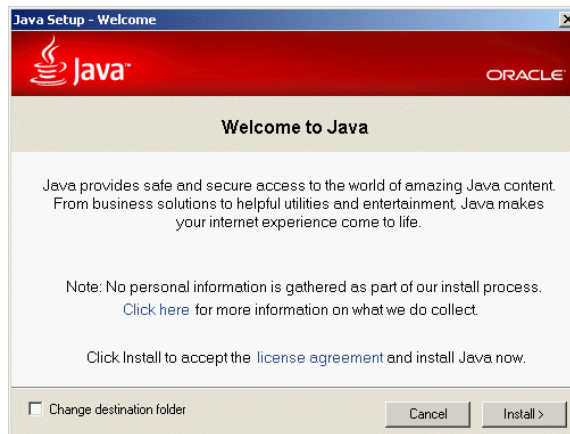 Java Setup - Welcome
Java™
ORACLE
Welcome to Java
Java provides safe and secure access to the world of amazing Java content.
From business solutions to helpful utilities and entertainment, Java makes
your internet experience come to life.
Note: No personal information is gathered as part of our install process.
Click here for more information on what we do collect.
Click Install to accept the license agreement and install Java now.
Change destination folder
Cancel
Install >